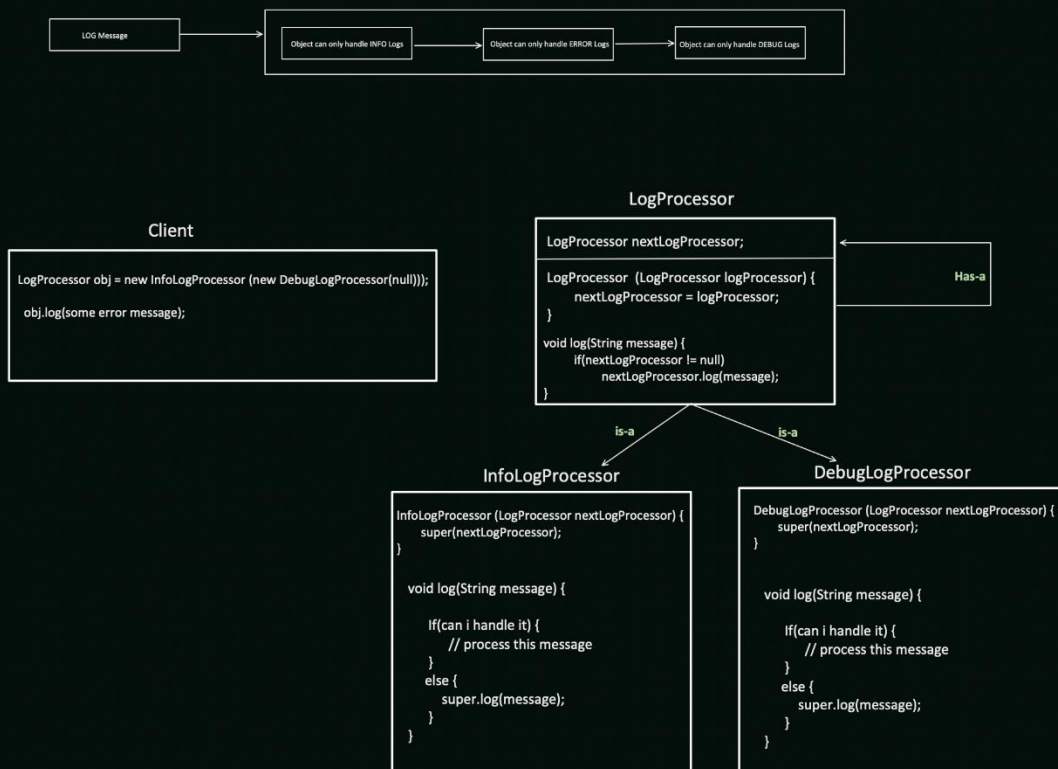 LOG Message
Object can only handle INFO Logs
Object can only handle ERROR Logs
Object can only handle DEBUG Logs
Client
LogProcessor obj = new InfoLogProcessor (new DebugLogProcessor(null)));
obj.log(some error message);
LogProcessor
LogProcessor nextLogProcessor;
LogProcessor (LogProcessor logProcessor) {
nextLogProcessor = logProcessor;
}
void log(String message) {
if(nextLogProcessor != null)
nextLogProcessor.log(message);
}
Has-a
is-a
is-a
InfoLogProcessor
InfoLogProcessor (LogProcessor nextLogProcessor) {
super(nextLogProcessor);
}
void log(String message) {
If(can i handle it) {
// process this message
}
else {
super.log(message);
}
}
DebugLogProcessor
DebugLogProcessor (LogProcessor nextLogProcessor) {
super(nextLogProcessor);
}
void log(String message) {
If(can i handle it) {
// process this message
}
else {
super.log(message);
}
}